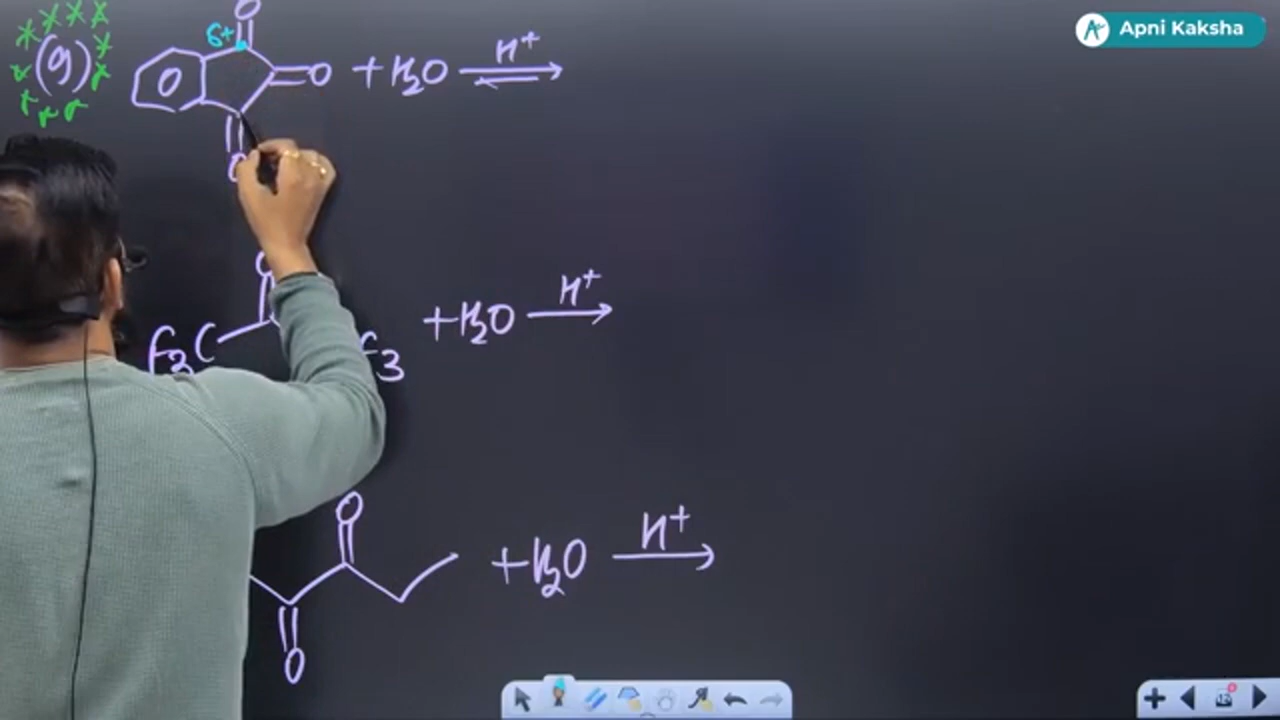 Apni Kaksha
(g) δ+ O O O + H₂O H⁺
F₃C O F₃ + H₂O H⁺
O O + H₂O H⁺